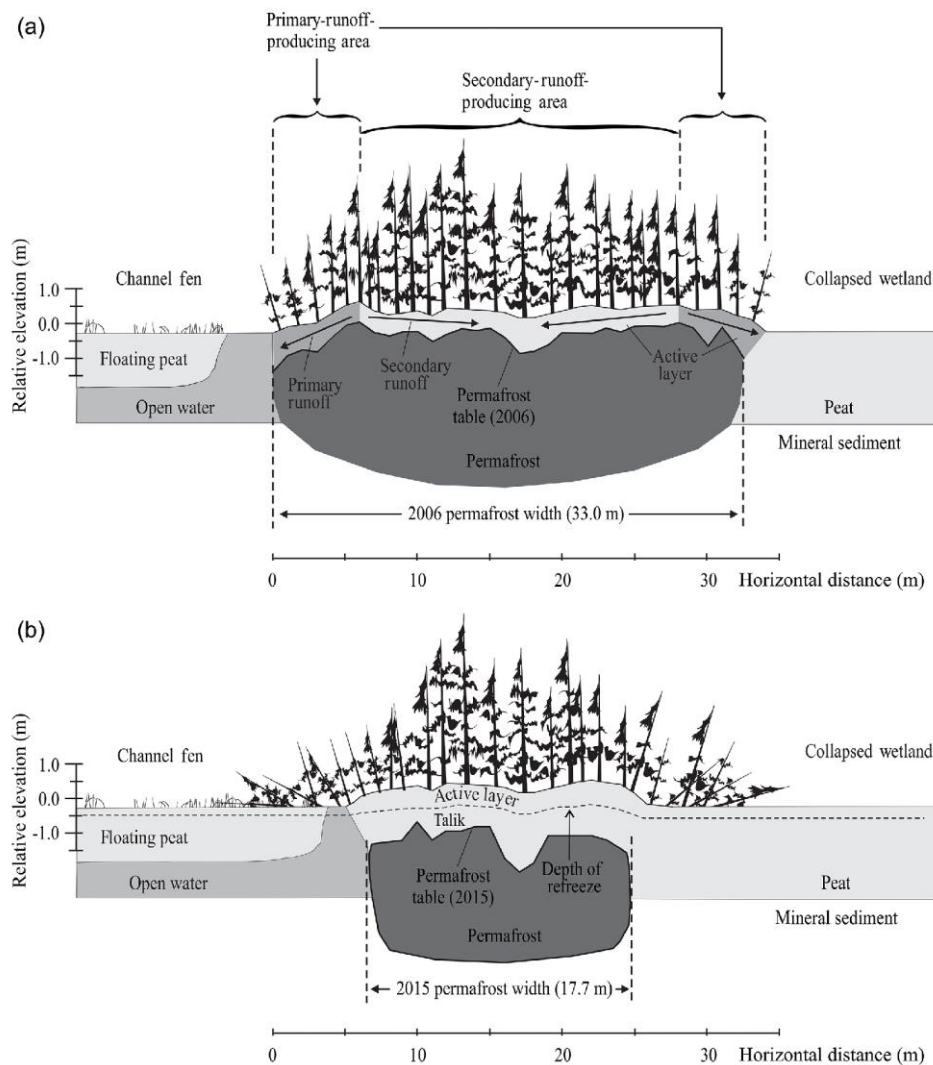 (a)
Primary-runoff-
producing area
Secondary-runoff-
producing area
Relative elevation (m)
1.0
0.0
-1.0
Channel fen
Collapsed wetland
Floating peat
Open water
Primary
runoff
Secondary
runoff
Permafrost
table (2006)
Active
layer
Permafrost
Peat
Mineral sediment
2006 permafrost width (33.0 m)
0 10 20 30 Horizontal distance (m)
(b)
Relative elevation (m)
1.0
0.0
-1.0
Channel fen
Collapsed wetland
Active layer
Talik
Floating peat
Open water
Permafrost
table (2015)
Depth of
refreeze
Permafrost
Peat
Mineral sediment
2015 permafrost width (17.7 m)
0 10 20 30 Horizontal distance (m)